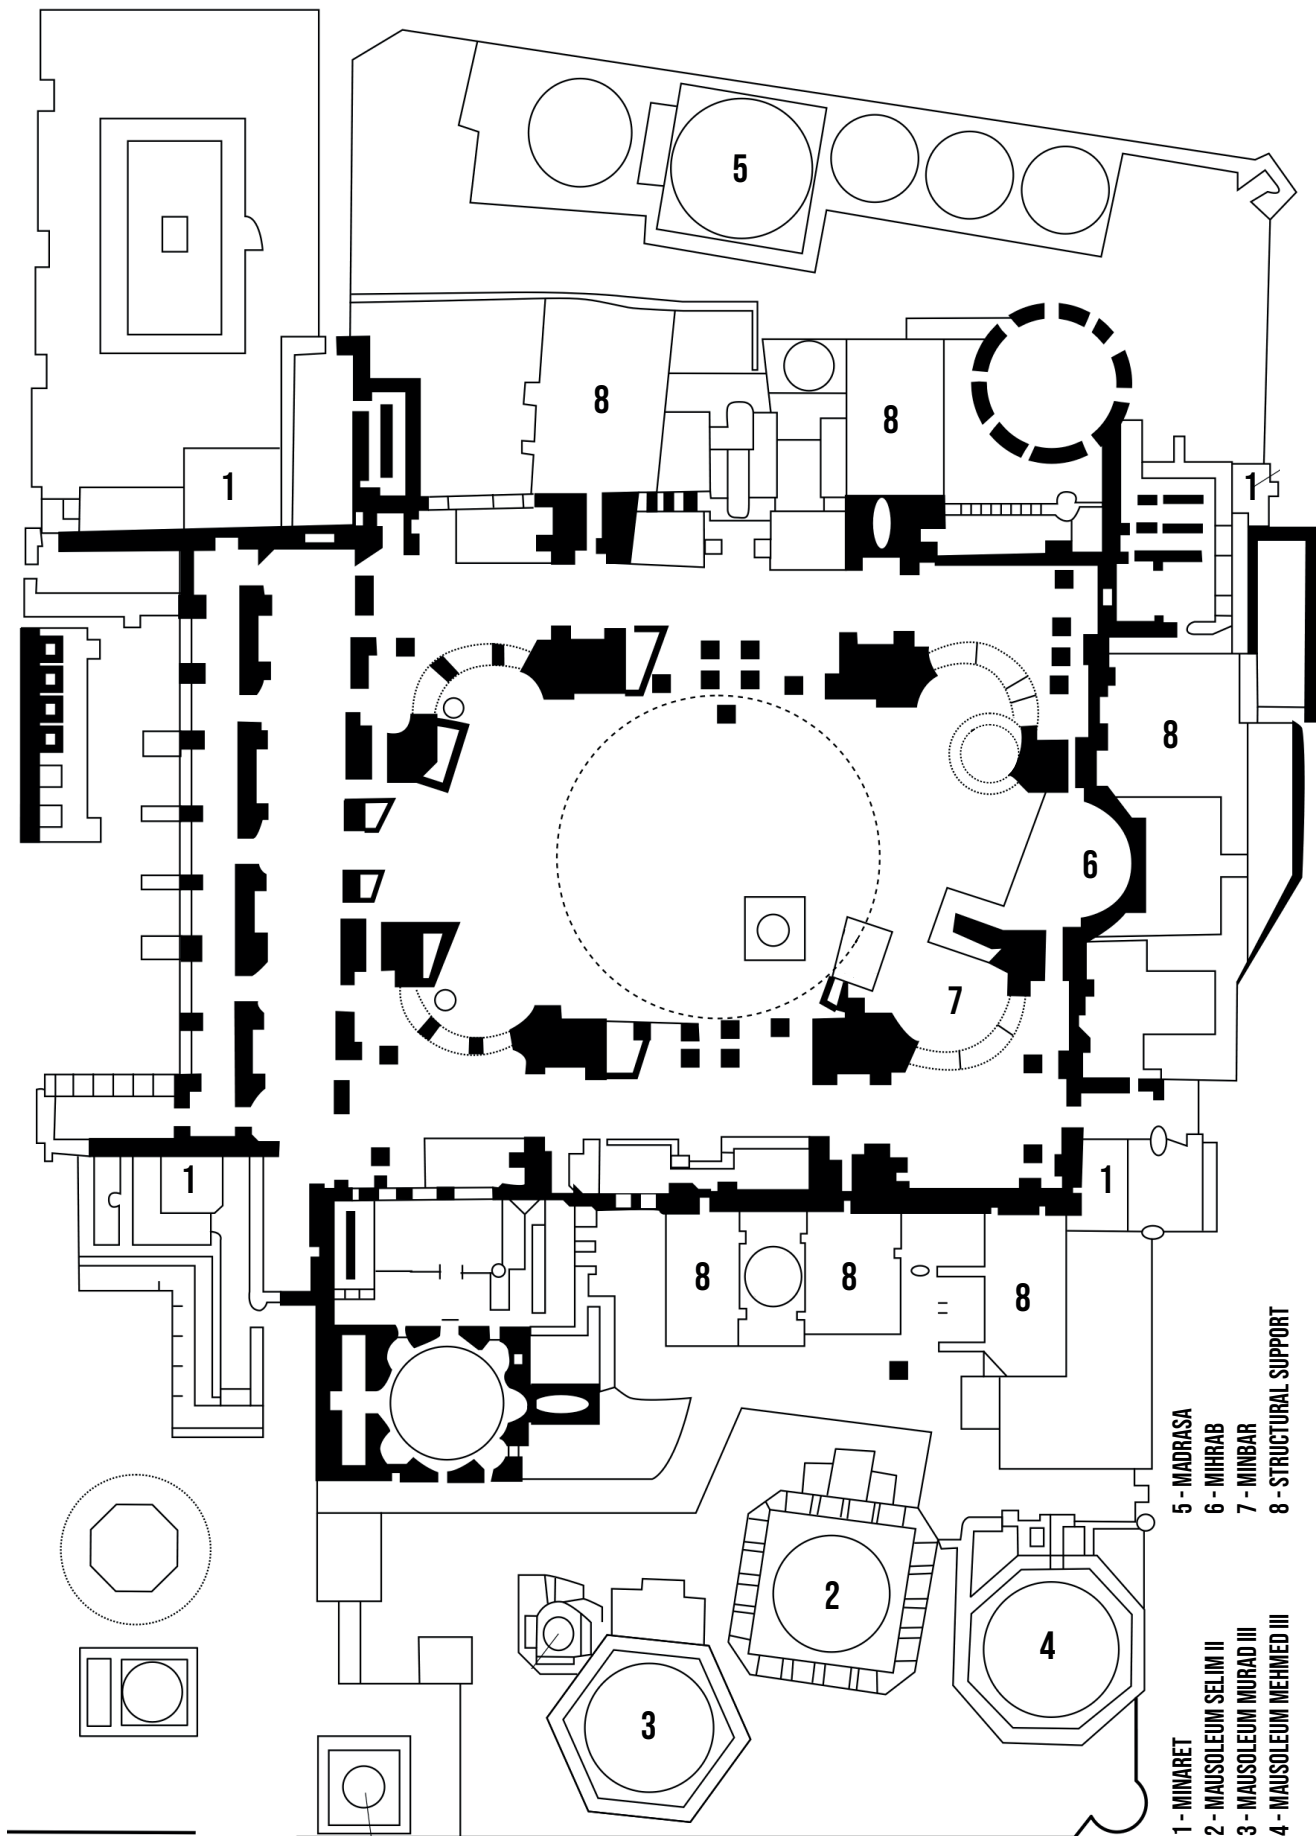 5
8
8
1
1
8
6
7
1
1
8
8
8
2
4
3
1 - MINARET
2 - MAUSOLEUM SELIM II
3 - MAUSOLEUM MURAD III
4 - MAUSOLEUM MEHMED III
5 - MADRASA
6 - MIHRAB
7 - MINBAR
8 - STRUCTURAL SUPPORT